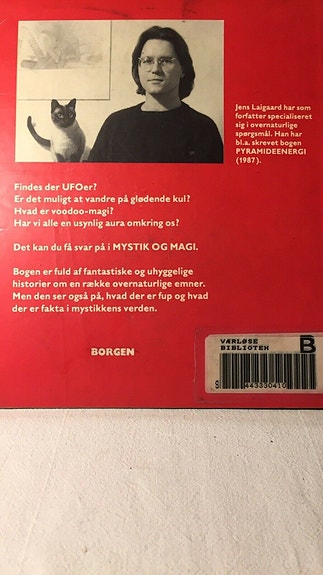 Jens Laigaard har som
forfatter specialiseret
sig i overnaturlige
spørgsmål. Han har
bl.a. skrevet bogen
PYRAMIDEENERGI
(1987).
Findes der UFOer?
Er det muligt at vandre på glødende kul?
Hvad er voodoo-magi?
Har vi alle en usynlig aura omkring os?
Det kan du få svar på i MYSTIK OG MAGI.
Bogen er fuld af fantastiske og uhyggelige
historier om en række overnaturlige emner.
Men den ser også på, hvad der er fup og hvad
der er fakta i mystikkens verden.
BORGEN
VÆRLØSE
BIBLIOTEK
B